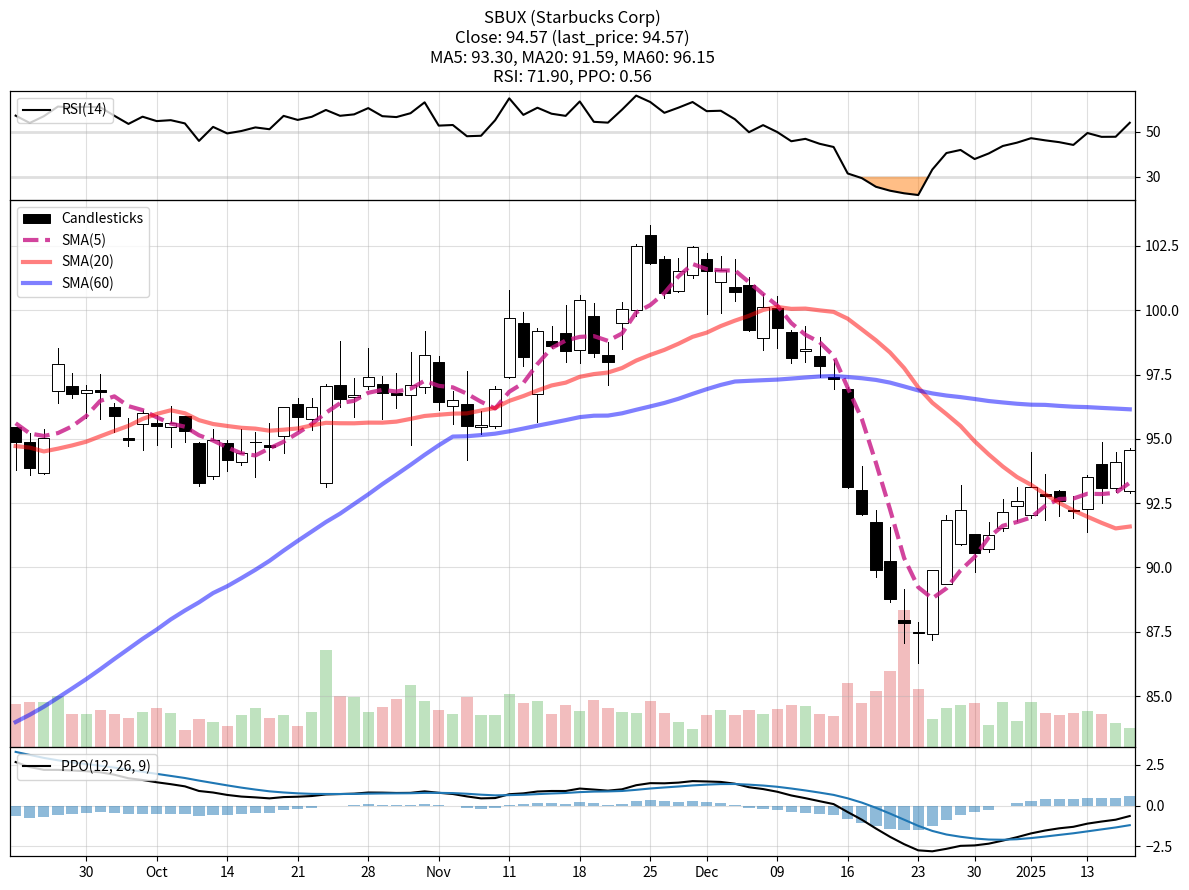 SBUX (Starbucks Corp)
Close: 94.57 (last_price: 94.57)
MA5: 93.30, MA20: 91.59, MA60: 96.15
RSI: 71.90, PPO: 0.56
RSI(14)
50
30
Candlesticks
SMA(5)
SMA(20)
SMA(60)
102.5
100.0
97.5
95.0
92.5
90.0
87.5
85.0
PPO(12, 26, 9)
2.5
0.0
−2.5
30 Oct 14 21 28 Nov 11 18 25 Dec 09 16 23 30 2025 13